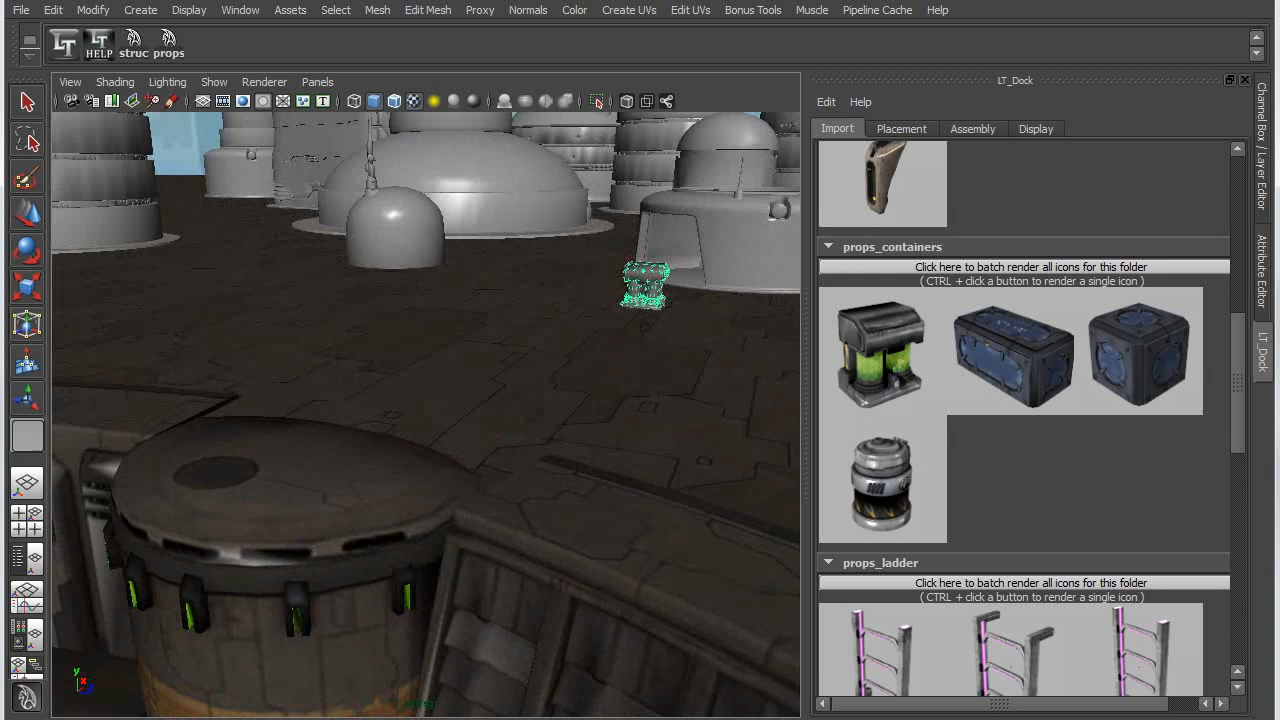 File Edit Modify Create Display Window Assets Select Mesh Edit Mesh Proxy Normals Color Create UVs Edit UVs Bonus Tools Muscle Pipeline Cache Help
LT LT HELP struc props
View Shading Lighting Show Renderer Panels
LT_Dock
Edit Help
Import Placement Assembly Display
props_containers
Click here to batch render all icons for this folder
( CTRL + click a button to render a single icon )
props_ladder
Click here to batch render all icons for this folder
( CTRL + click a button to render a single icon )
Channel Box / Layer Editor
Attribute Editor
LT_Dock
T
y
x
z